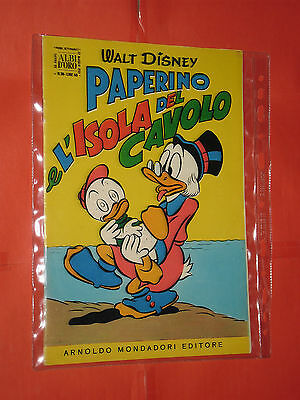 ALBI
D'ORO
WALT DISNEY
PAPERINO
e L'ISOLA DEL
CAVOLO
ARNOLDO MONDADORI EDITORE